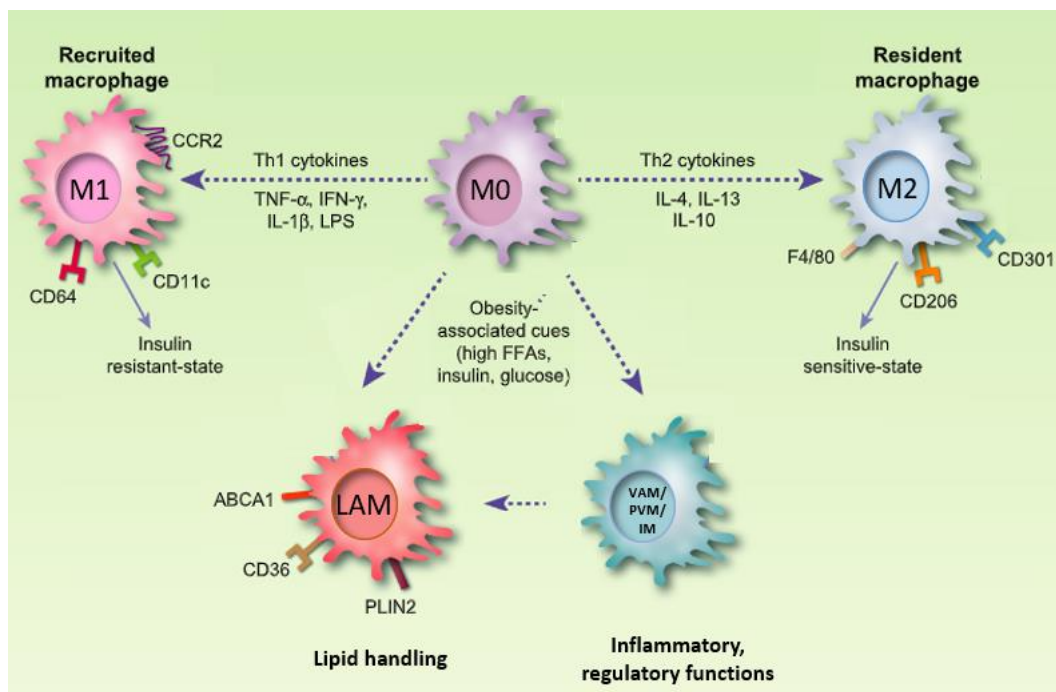 Recruited
macrophage
CCR2
M1
CD64
CD11c
Insulin
resistant-state
Th1 cytokines
TNF-α, IFN-γ,
IL-1β, LPS
M0
Th2 cytokines
IL-4, IL-13
IL-10
Resident
macrophage
M2
F4/80
CD206
CD301
Insulin
sensitive-state
Obesity-
associated cues
(high FFAs,
insulin, glucose)
LAM
ABCA1
CD36
PLIN2
Lipid handling
VAM/
PVM/
IM
Inflammatory,
regulatory functions